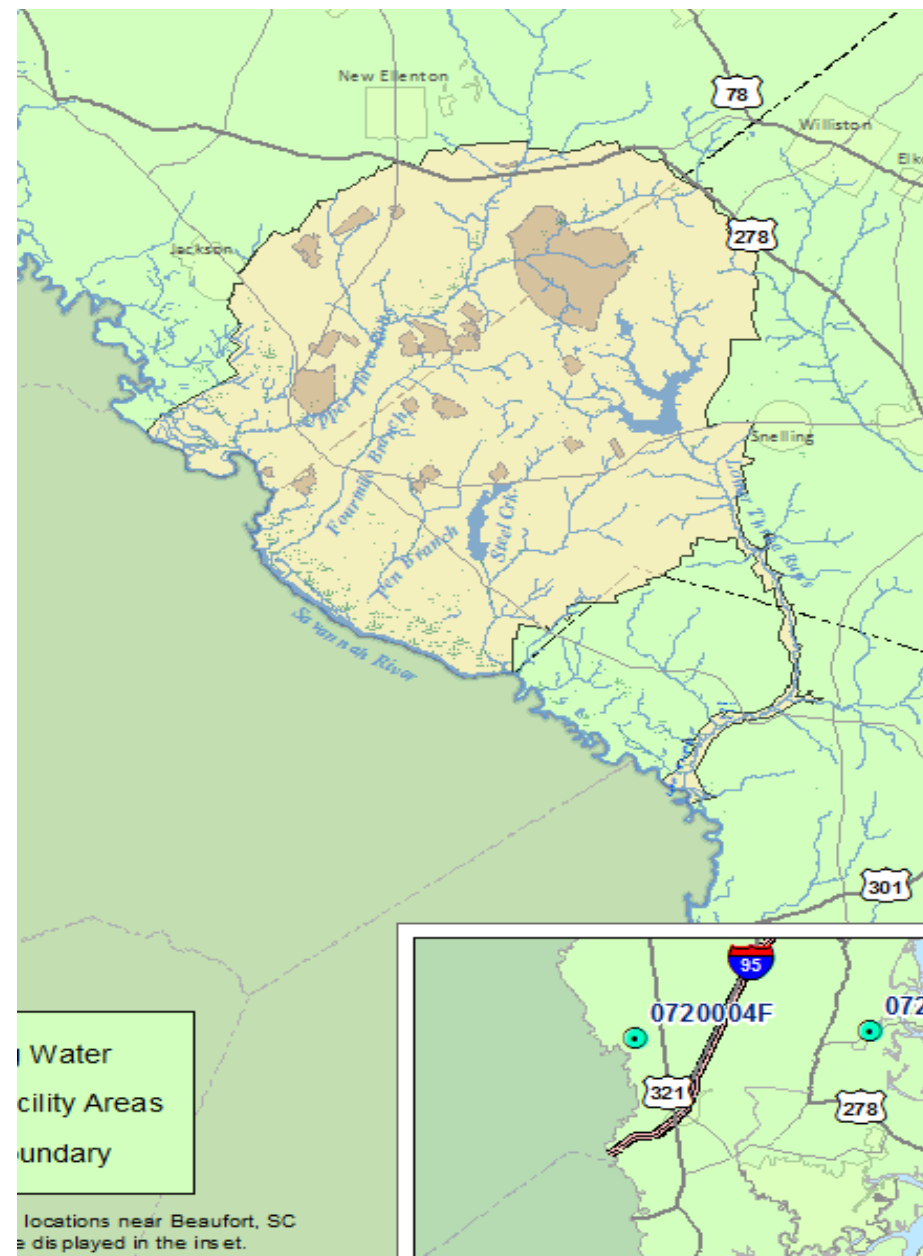 New Ellenton
78
Williston
Elk
278
Jackson
Upper Three Runs
Snelling
Fourmile Branch
Steel Crk.
Pen Branch
Lower Three Runs
Savannah River
301
95
0720004F
072
321
278
g Water
cility Areas
oundary
locations near Beaufort, SC
e displayed in the inset.